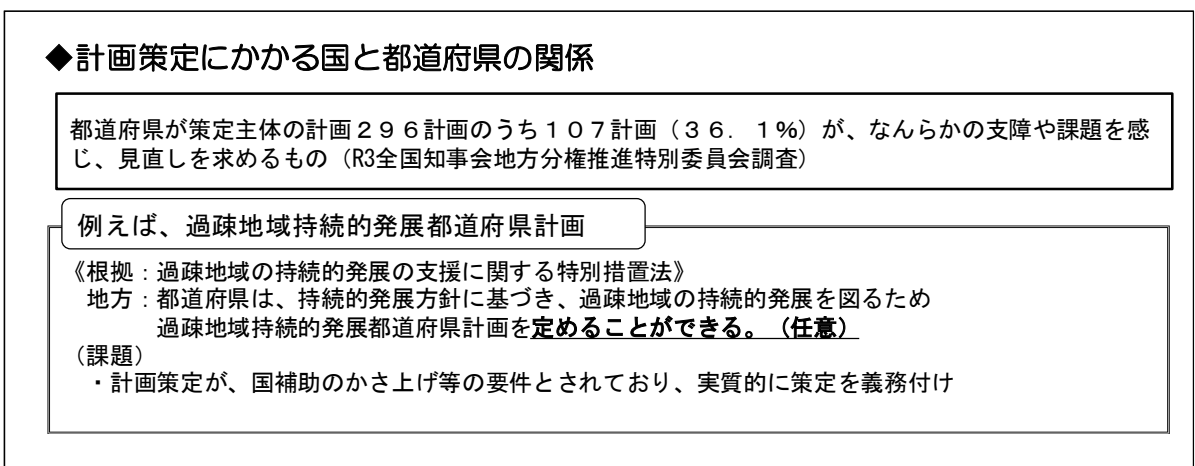 ◆計画策定にかかる国と都道府県の関係
都道府県が策定主体の計画２９６計画のうち１０７計画（３６．１%）が、なんらかの支障や課題を感
じ、見直しを求めるもの（R3全国知事会地方分権推進特別委員会調査）
例えば、過疎地域持続的発展都道府県計画
《根拠：過疎地域の持続的発展の支援に関する特別措置法》
地方：都道府県は、持続的発展方針に基づき、過疎地域の持続的発展を図るため
過疎地域持続的発展都道府県計画を定めることができる。（任意）
（課題）
・計画策定が、国補助のかさ上げ等の要件とされており、実質的に策定を義務付け